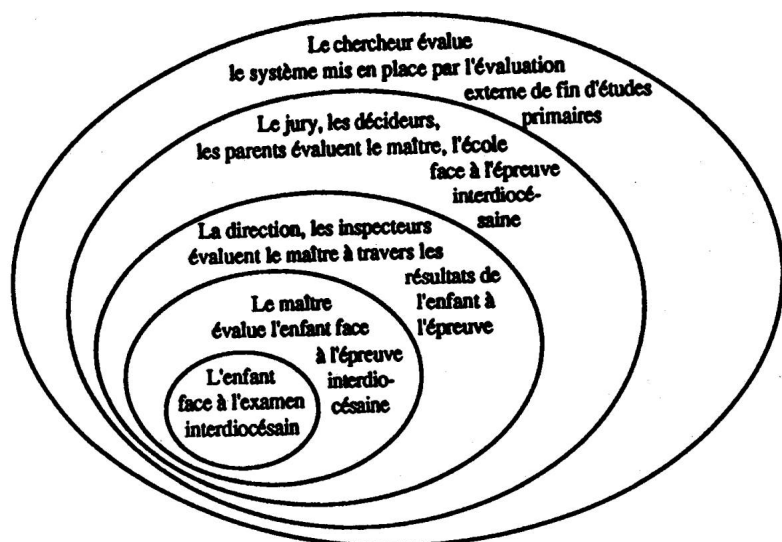 Le chercheur évalue
le système mis en place par l'évaluation
externe de fin d'études
primaires
Le jury, les décideurs,
les parents évaluent le maître, l'école
face à l'épreuve
interdiocé-
saine
La direction, les inspecteurs
évaluent le maître à travers les
résultats de
l'enfant à
l'épreuve
Le maître
évalue l'enfant face
à l'épreuve
interdio-
césaine
L'enfant
face à l'examen
interdiocésain